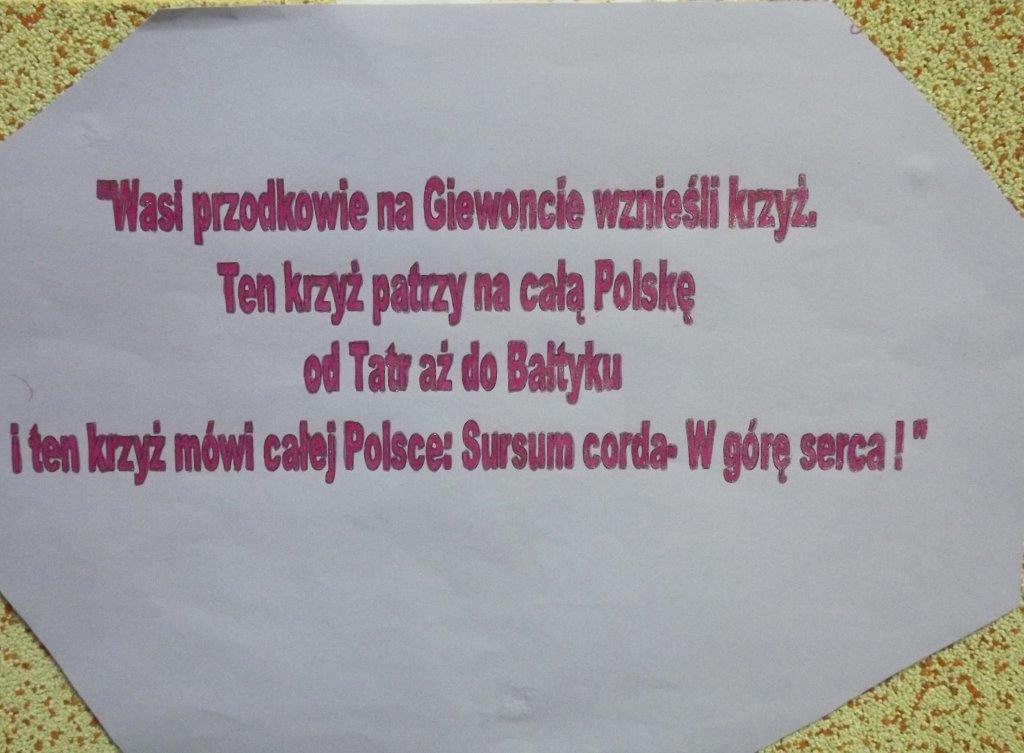 "Wasi przodkowie na Giewoncie wznieśli krzyż.
Ten krzyż patrzy na całą Polskę
od Tatr aż do Bałtyku
i ten krzyż mówi całej Polsce: Sursum corda- W górę serca ! "